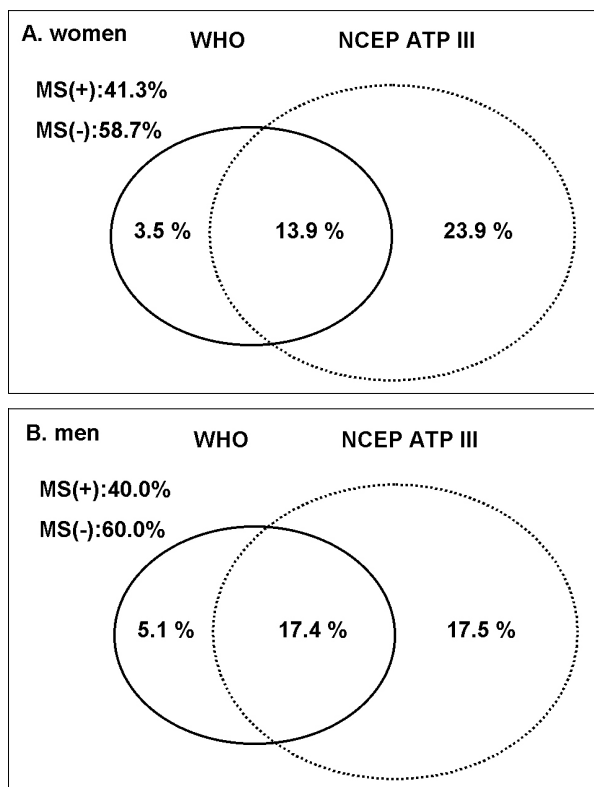 A. women WHO NCEP ATP III
MS(+):41.3%
MS(-):58.7%
3.5 % 13.9 % 23.9 %
B. men WHO NCEP ATP III
MS(+):40.0%
MS(-):60.0%
5.1 % 17.4 % 17.5 %